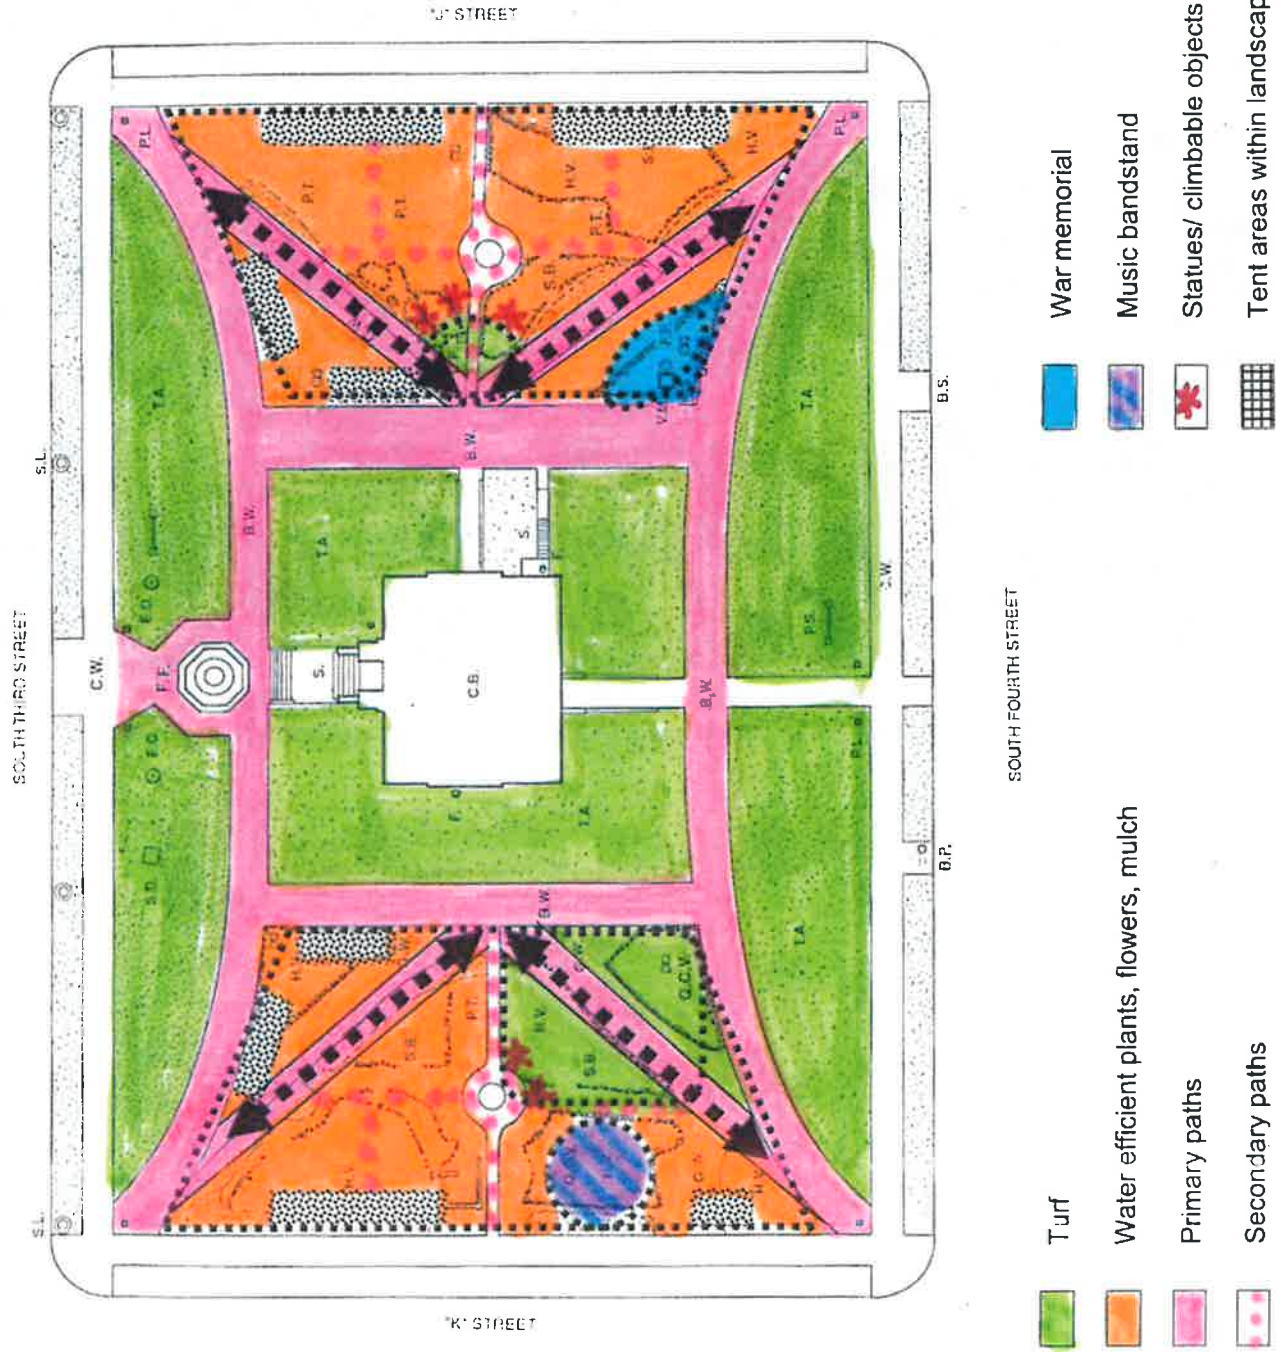 "J" STREET
P.L.
P.L.
P.T.
P.T.
H.V.
S.B.
H.V.
P.T.
S.B.
T.A.
T.A.
S.L.
B.S.
B.W.
B.W.
T.A.
S.
SOUTH THIRD STREET
C.W.
F.F.
S.
C.B.
B.W.
P.S.
C.W.
SOUTH FOURTH STREET
F.
T.A.
P.L.
S.D.
B.P.
B.W.
T.A.
P.T.
H.V.
S.B.
S.B.
G.C.W.
S.L.
"K" STREET
Turf
Water efficient plants, flowers, mulch
Primary paths
Secondary paths
War memorial
Music bandstand
Statues/ climbable objects
Tent areas within landscap